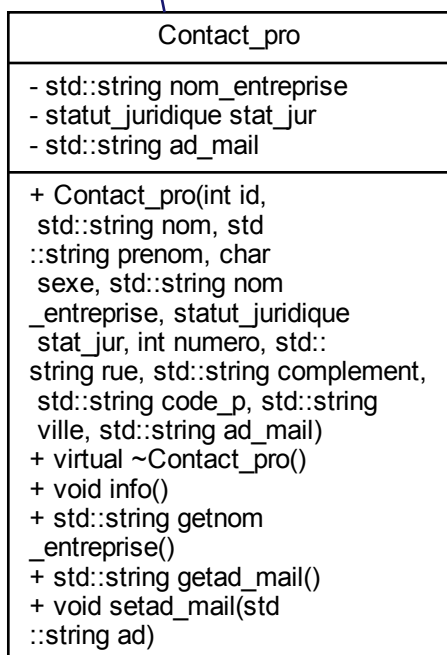 Contact_pro
- std::string nom_entreprise
- statut_juridique stat_jur
- std::string ad_mail
+ Contact_pro(int id,
std::string nom, std
::string prenom, char
sexe, std::string nom
_entreprise, statut_juridique
stat_jur, int numero, std::
string rue, std::string complement,
std::string code_p, std::string
ville, std::string ad_mail)
+ virtual ~Contact_pro()
+ void info()
+ std::string getnom
_entreprise()
+ std::string getad_mail()
+ void setad_mail(std
::string ad)